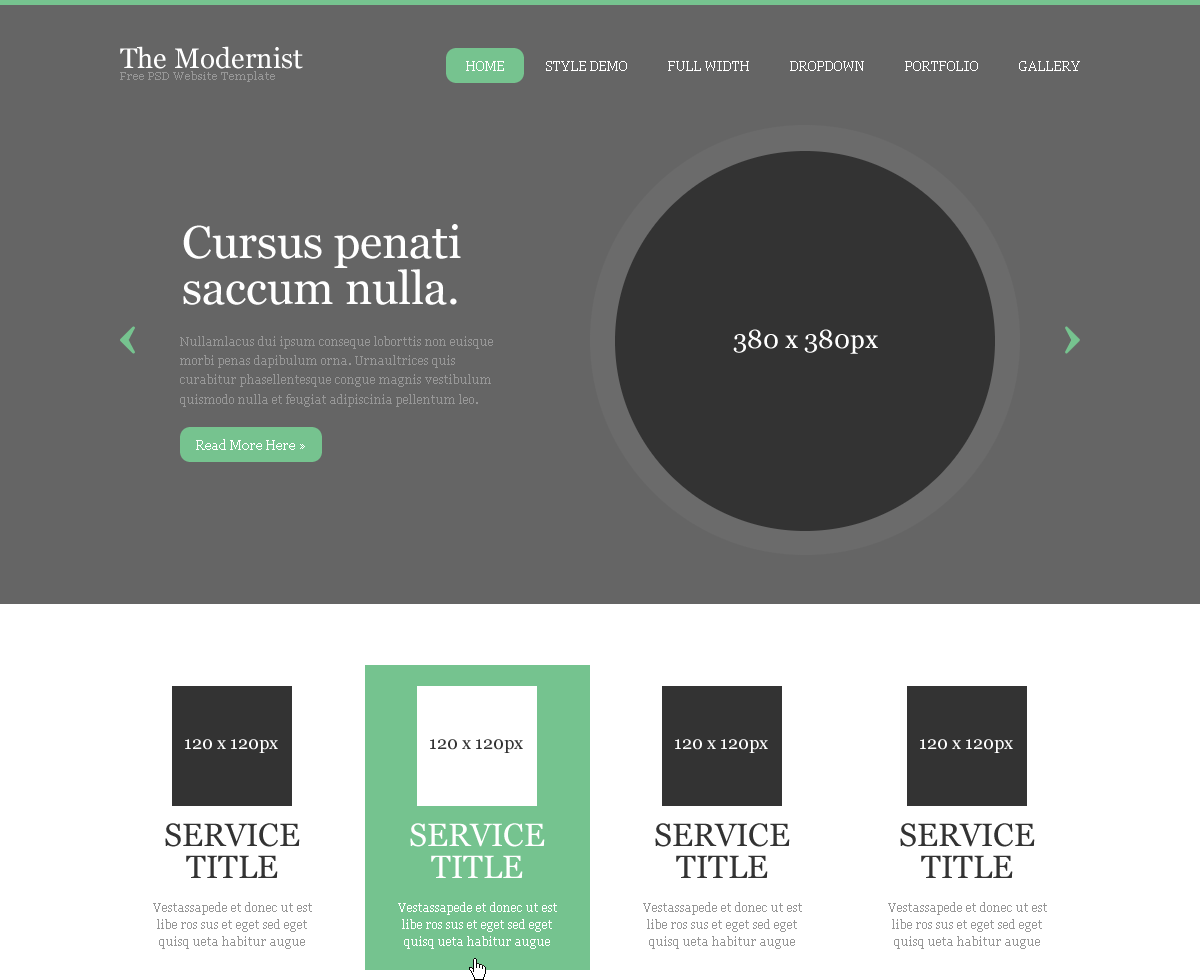 The Modernist
Free PSD Website Template
HOME STYLE DEMO FULL WIDTH DROPDOWN PORTFOLIO GALLERY
Cursus penati
saccum nulla.
Nullamlacus dui ipsum conseque loborttis non euisque
morbi penas dapibulum orna. Urnaultrices quis
curabitur phasellentesque congue magnis vestibulum
quismodo nulla et feugiat adipiscinia pellentum leo.
Read More Here »
380 x 380px
120 x 120px
SERVICE
TITLE
Vestassapede et donec ut est
libe ros sus et eget sed eget
quisq ueta habitur augue
120 x 120px
SERVICE
TITLE
Vestassapede et donec ut est
libe ros sus et eget sed eget
quisq ueta habitur augue
120 x 120px
SERVICE
TITLE
Vestassapede et donec ut est
libe ros sus et eget sed eget
quisq ueta habitur augue
120 x 120px
SERVICE
TITLE
Vestassapede et donec ut est
libe ros sus et eget sed eget
quisq ueta habitur augue